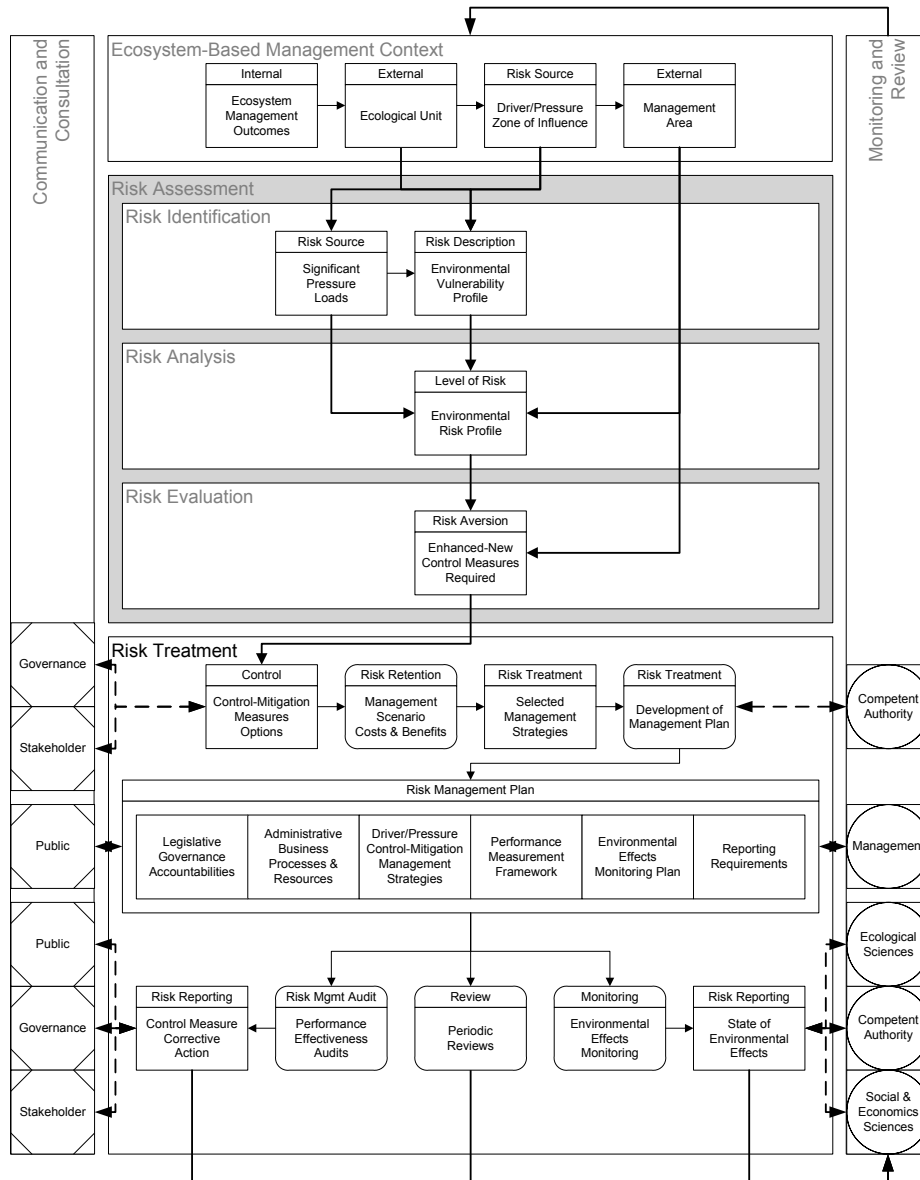 Communication and
Consultation
Monitoring and
Review
Ecosystem-Based Management Context
Internal
Ecosystem
Management
Outcomes
External
Ecological Unit
Risk Source
Driver/Pressure
Zone of Influence
External
Management
Area
Risk Assessment
Risk Identification
Risk Source
Significant
Pressure
Loads
Risk Description
Environmental
Vulnerability
Profile
Risk Analysis
Level of Risk
Environmental
Risk Profile
Risk Evaluation
Risk Aversion
Enhanced-New
Control Measures
Required
Governance
Stakeholder
Risk Treatment
Control
Control-Mitigation
Measures
Options
Risk Retention
Management
Scenario
Costs & Benefits
Risk Treatment
Selected
Management
Strategies
Risk Treatment
Development of
Management Plan
Competent
Authority
Public
Risk Management Plan
Legislative
Governance
Accountabilities
Administrative
Business
Processes &
Resources
Driver/Pressure
Control-Mitigation
Management
Strategies
Performance
Measurement
Framework
Environmental
Effects
Monitoring Plan
Reporting
Requirements
Management
Public
Governance
Stakeholder
Risk Reporting
Control Measure
Corrective
Action
Risk Mgmt Audit
Performance
Effectiveness
Audits
Review
Periodic
Reviews
Monitoring
Environmental
Effects
Monitoring
Risk Reporting
State of
Environmental
Effects
Ecological
Sciences
Competent
Authority
Social &
Economics
Sciences